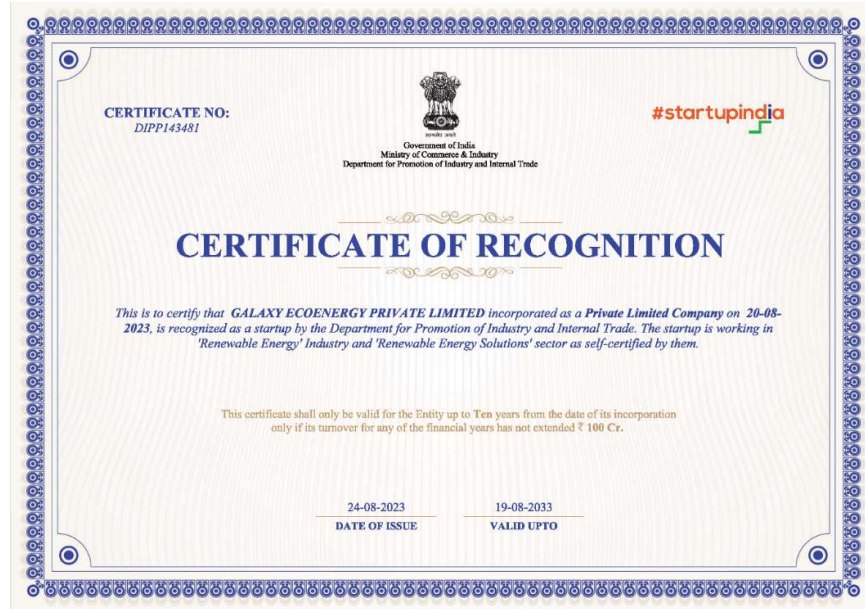 CERTIFICATE NO:
DIPP143481
#startupindia
सत्यमेव जयते
Government of India
Ministry of Commerce & Industry
Department for Promotion of Industry and Internal Trade
CERTIFICATE OF RECOGNITION
This is to certify that GALAXY ECOENERGY PRIVATE LIMITED incorporated as a Private Limited Company on 20-08-
2023, is recognized as a startup by the Department for Promotion of Industry and Internal Trade. The startup is working in
'Renewable Energy' Industry and 'Renewable Energy Solutions' sector as self-certified by them.
This certificate shall only be valid for the Entity up to Ten years from the date of its incorporation
only if its turnover for any of the financial years has not extended ₹ 100 Cr.
24-08-2023
DATE OF ISSUE
19-08-2033
VALID UPTO